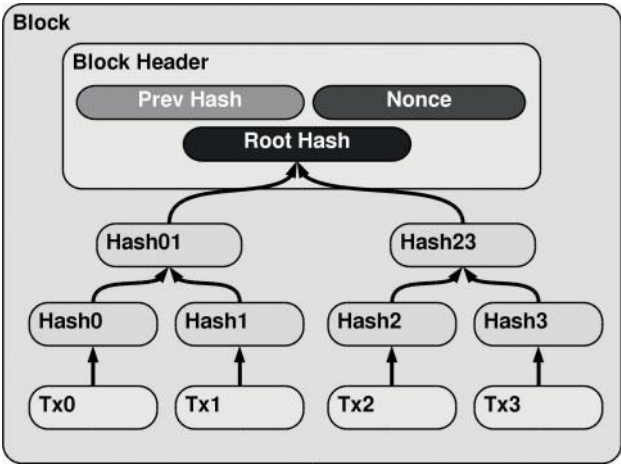 Block
Block Header
Prev Hash Nonce
Root Hash
Hash01 Hash23
Hash0 Hash1 Hash2 Hash3
Tx0 Tx1 Tx2 Tx3